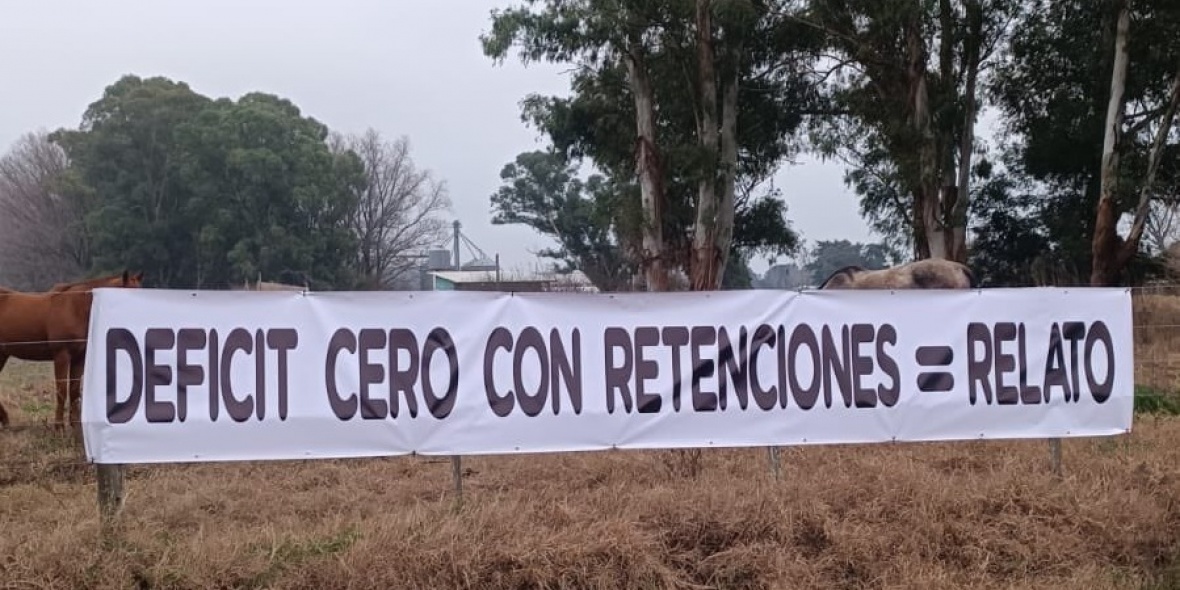 DEFICIT CERO CON RETENCIONES = RELATO